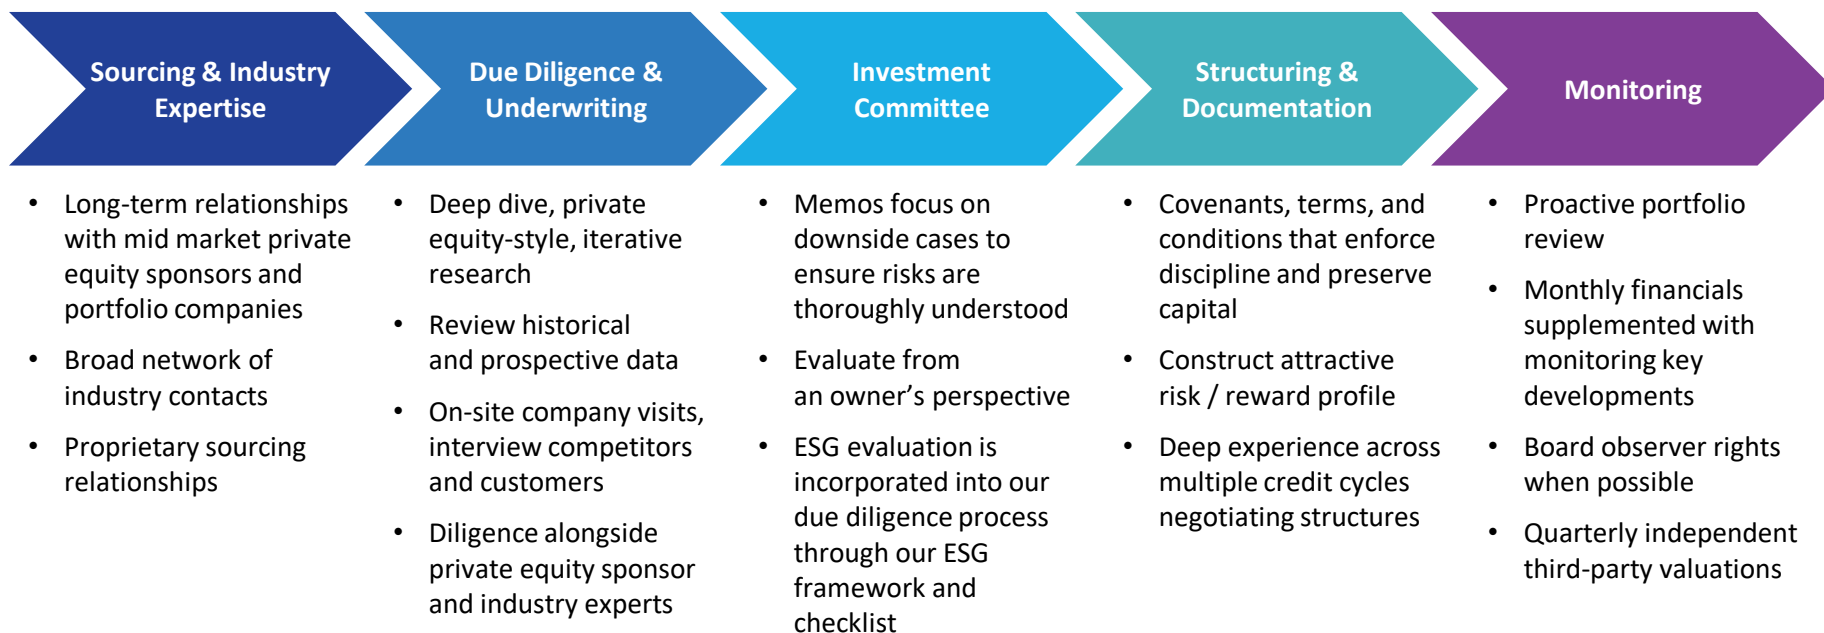 Sourcing & Industry
Expertise
Due Diligence &
Underwriting
Investment
Committee
Structuring &
Documentation
Monitoring
• Long-term relationships
with mid market private
equity sponsors and
portfolio companies
• Broad network of
industry contacts
• Proprietary sourcing
relationships
• Deep dive, private
equity-style, iterative
research
• Review historical
and prospective data
• On-site company visits,
interview competitors
and customers
• Diligence alongside
private equity sponsor
and industry experts
• Memos focus on
downside cases to
ensure risks are
thoroughly understood
• Evaluate from
an owner’s perspective
• ESG evaluation is
incorporated into our
due diligence process
through our ESG
framework and
checklist
• Covenants, terms, and
conditions that enforce
discipline and preserve
capital
• Construct attractive
risk / reward profile
• Deep experience across
multiple credit cycles
negotiating structures
• Proactive portfolio
review
• Monthly financials
supplemented with
monitoring key
developments
• Board observer rights
when possible
• Quarterly independent
third-party valuations